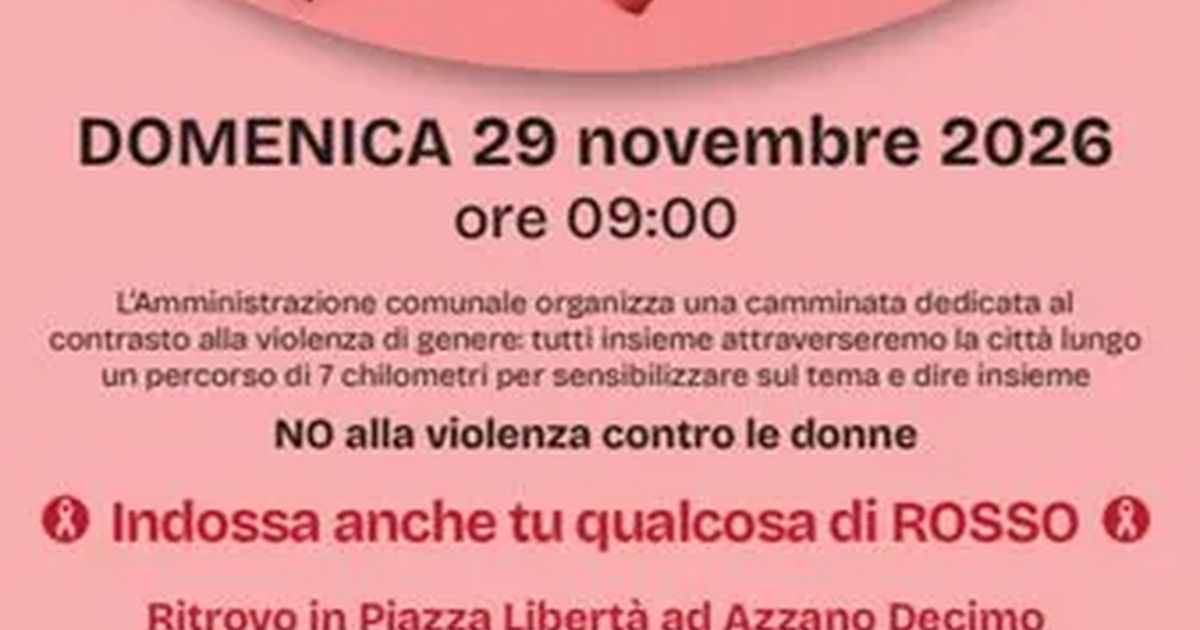 DOMENICA 29 novembre 2026
ore 09:00
L'Amministrazione comunale organizza una camminata dedicata al
contrasto alla violenza di genere: tutti insieme attraverseremo la città lungo
un percorso di 7 chilometri per sensibilizzare sul tema e dire insieme
NO alla violenza contro le donne
Indossa anche tu qualcosa di ROSSO
Ritrovo in Piazza Libertà ad Azzano Decimo